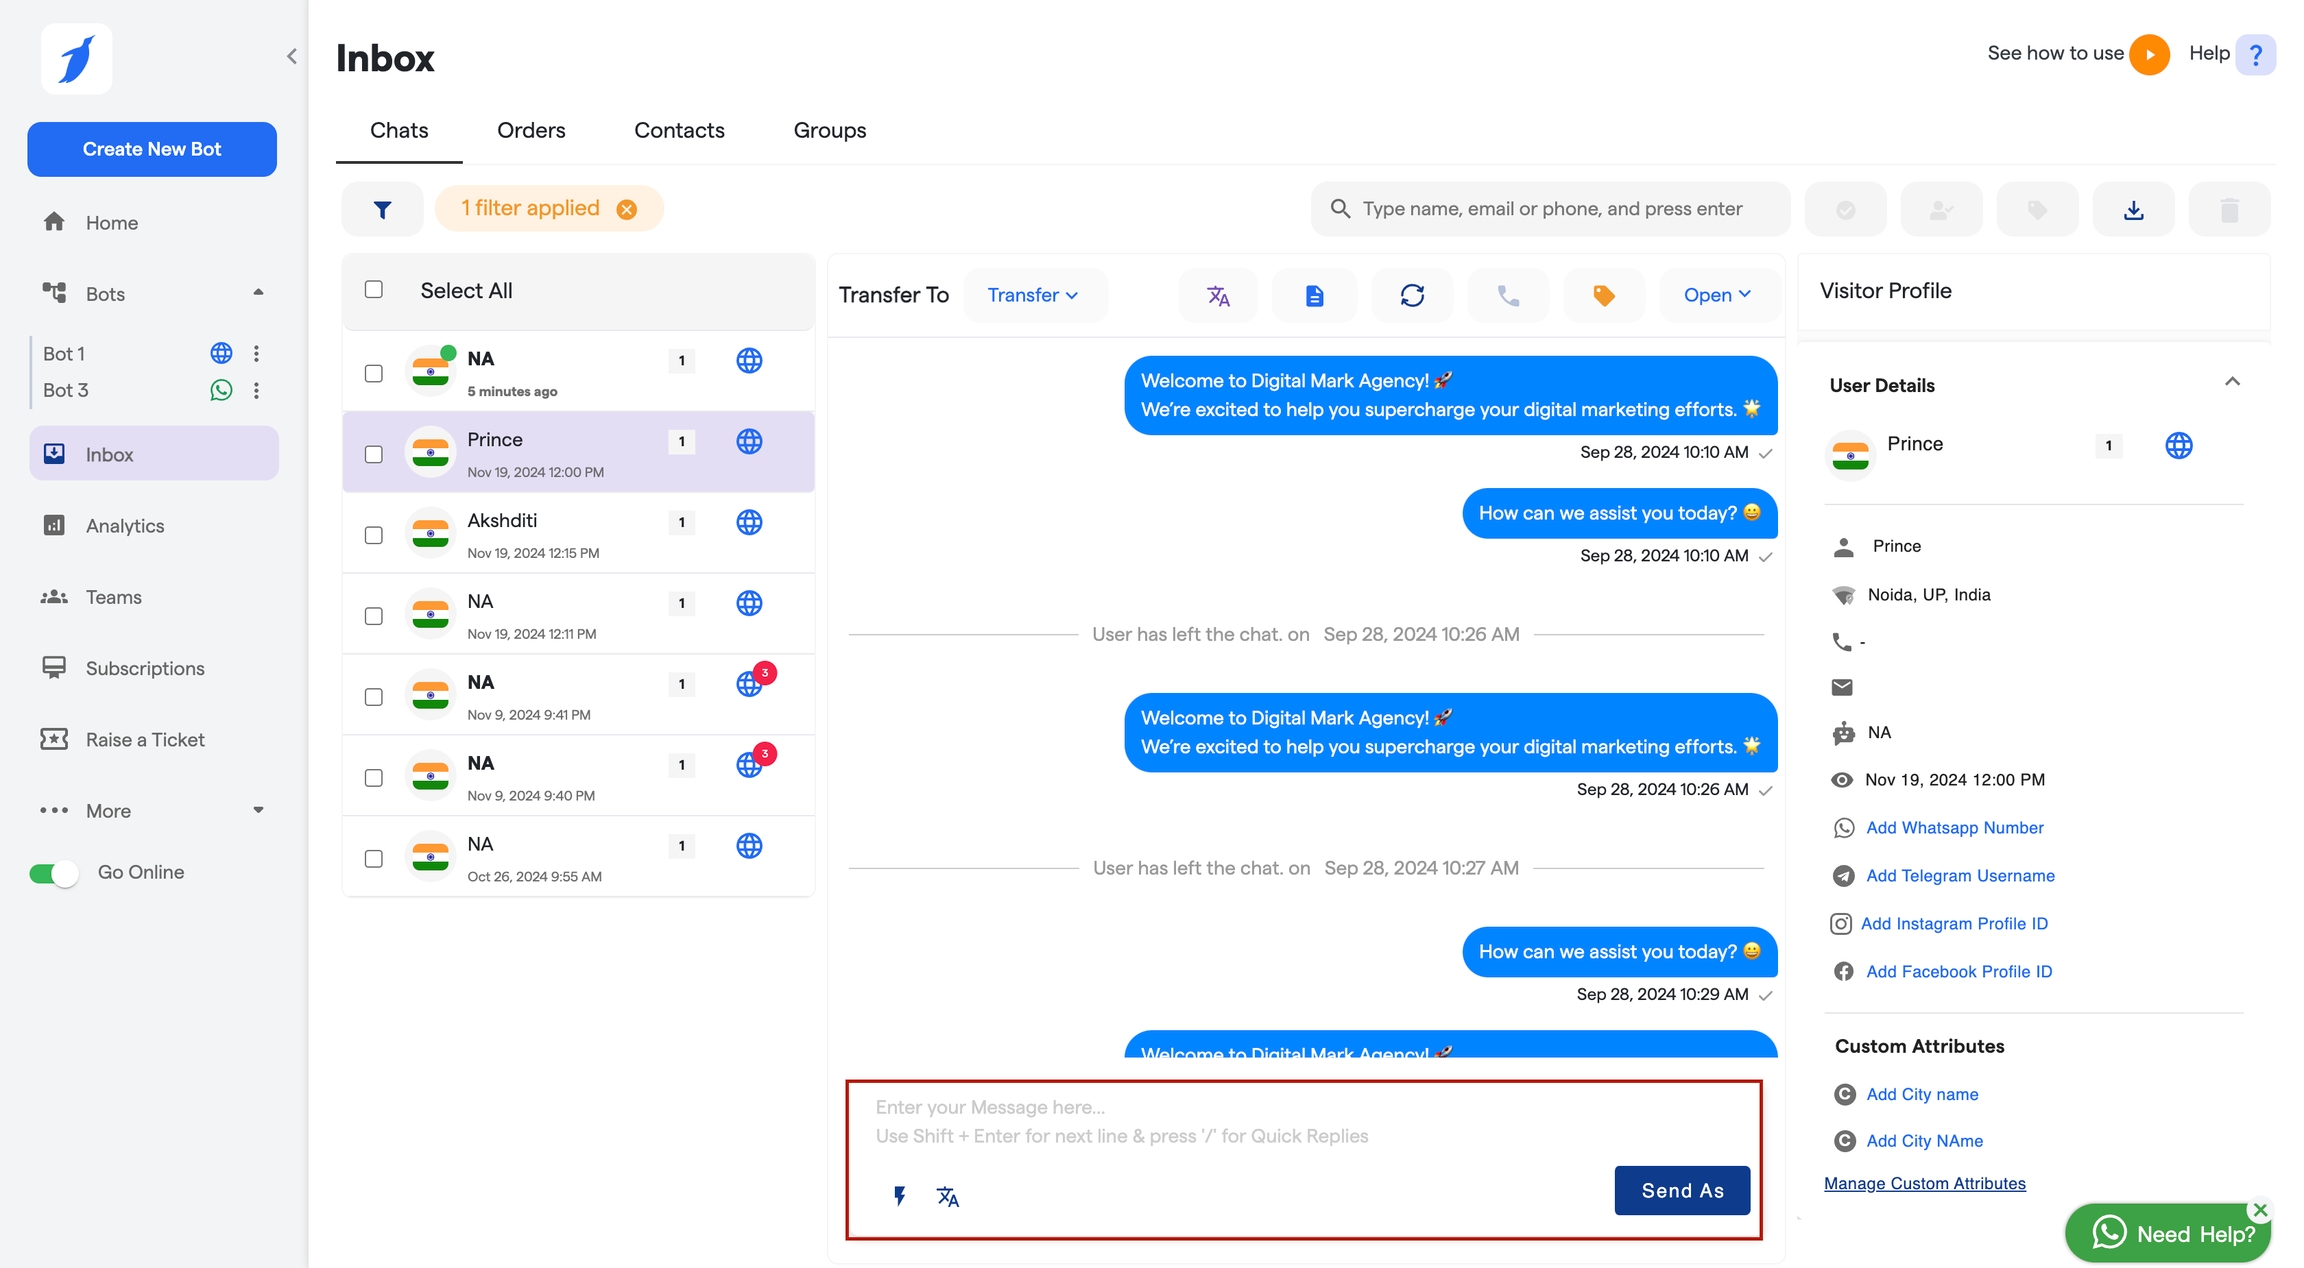 Inbox
See how to use
Help ?
Create New Bot
Home
Bots
Bot 1
Bot 3
Inbox
Analytics
Teams
Subscriptions
Raise a Ticket
More
Go Online
Chats
Orders
Contacts
Groups
1 filter applied
Type name, email or phone, and press enter
Select All
NA 1
5 minutes ago
Prince 1
Nov 19, 2024 12:00 PM
Akshditi 1
Nov 19, 2024 12:15 PM
NA 1
Nov 19, 2024 12:11 PM
NA 1 3
Nov 9, 2024 9:41 PM
NA 1 3
Nov 9, 2024 9:40 PM
NA 1
Oct 26, 2024 9:55 AM
Transfer To
Transfer
Open
Welcome to Digital Mark Agency! 🚀
We're excited to help you supercharge your digital marketing efforts. 🌟
Sep 28, 2024 10:10 AM
How can we assist you today? 😀
Sep 28, 2024 10:10 AM
User has left the chat. on Sep 28, 2024 10:26 AM
Welcome to Digital Mark Agency! 🚀
We're excited to help you supercharge your digital marketing efforts. 🌟
Sep 28, 2024 10:26 AM
User has left the chat. on Sep 28, 2024 10:27 AM
How can we assist you today? 😀
Sep 28, 2024 10:29 AM
Welcome to Digital Mark Agency! 🚀
Enter your Message here...
Use Shift + Enter for next line & press '/' for Quick Replies
Send As
Visitor Profile
User Details
Prince 1
Prince
Noida, UP, India
-
NA
Nov 19, 2024 12:00 PM
Add Whatsapp Number
Add Telegram Username
Add Instagram Profile ID
Add Facebook Profile ID
Custom Attributes
C Add City name
C Add City NAme
Manage Custom Attributes
Need Help?